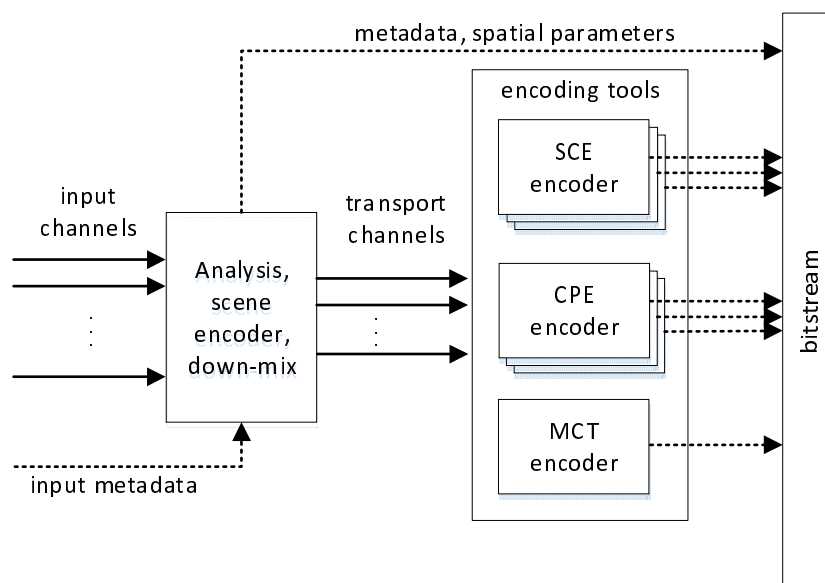 metadata, spatial parameters
encoding tools
SCE
encoder
input
channels
transport
channels
Analysis,
scene
encoder,
down-mix
CPE
encoder
bitstream
MCT
encoder
input metadata